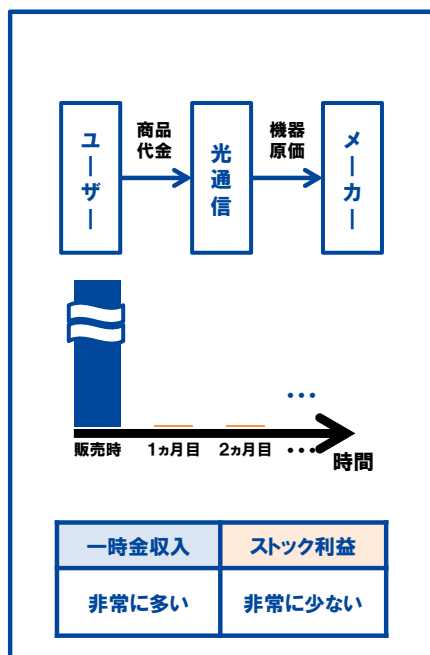 ユーザー
商品
代金
光通信
機器
原価
メーカー
…
販売時
1ヵ月目
2ヵ月目
…
時間
一時金収入
ストック利益
非常に多い
非常に少ない